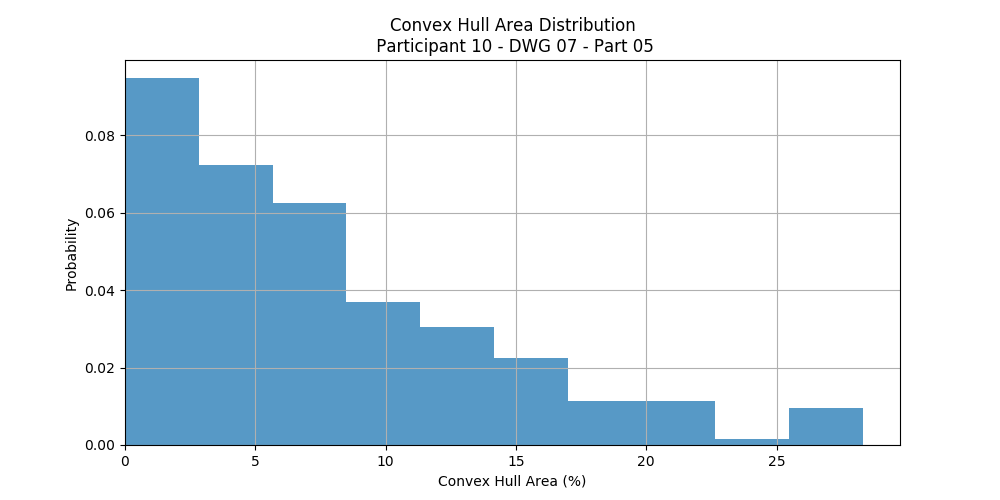 Convex Hull Area Distribution
Participant 10 - DWG 07 - Part 05
Probability
0.08
0.06
0.04
0.02
0.00
0
5
10
15
20
25
Convex Hull Area (%)